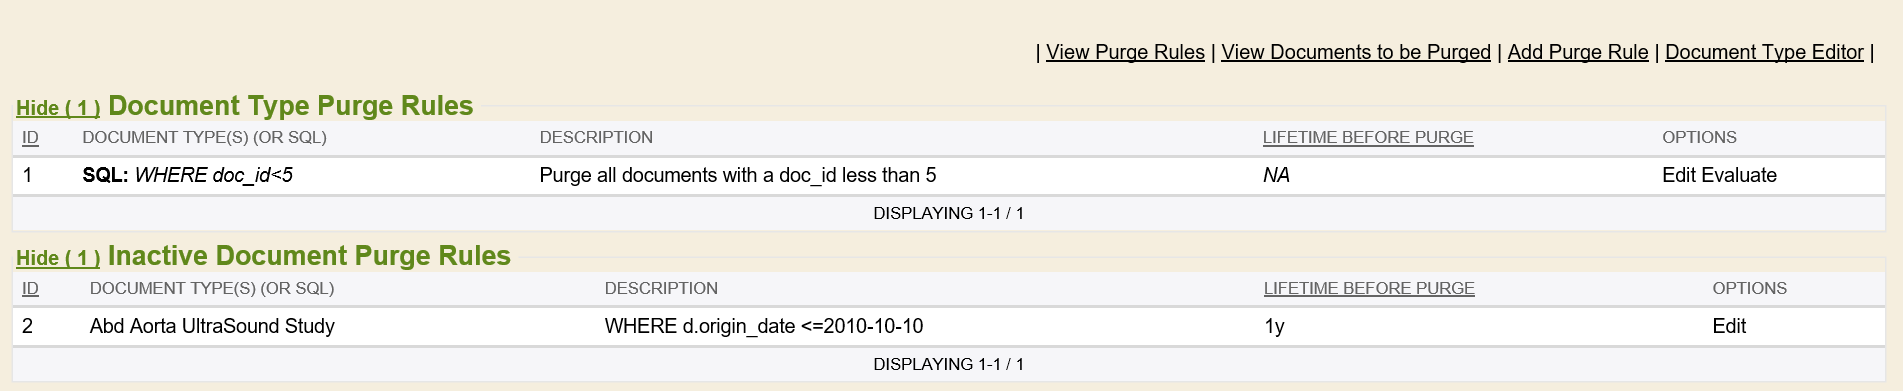 | View Purge Rules | View Documents to be Purged | Add Purge Rule | Document Type Editor |
Hide ( 1 ) Document Type Purge Rules
ID DOCUMENT TYPE(S) (OR SQL) DESCRIPTION LIFETIME BEFORE PURGE OPTIONS
1 SQL: WHERE doc_id<5 Purge all documents with a doc_id less than 5 NA Edit Evaluate
DISPLAYING 1-1 / 1
Hide ( 1 ) Inactive Document Purge Rules
ID DOCUMENT TYPE(S) (OR SQL) DESCRIPTION LIFETIME BEFORE PURGE OPTIONS
2 Abd Aorta UltraSound Study WHERE d.origin_date <=2010-10-10 1y Edit
DISPLAYING 1-1 / 1